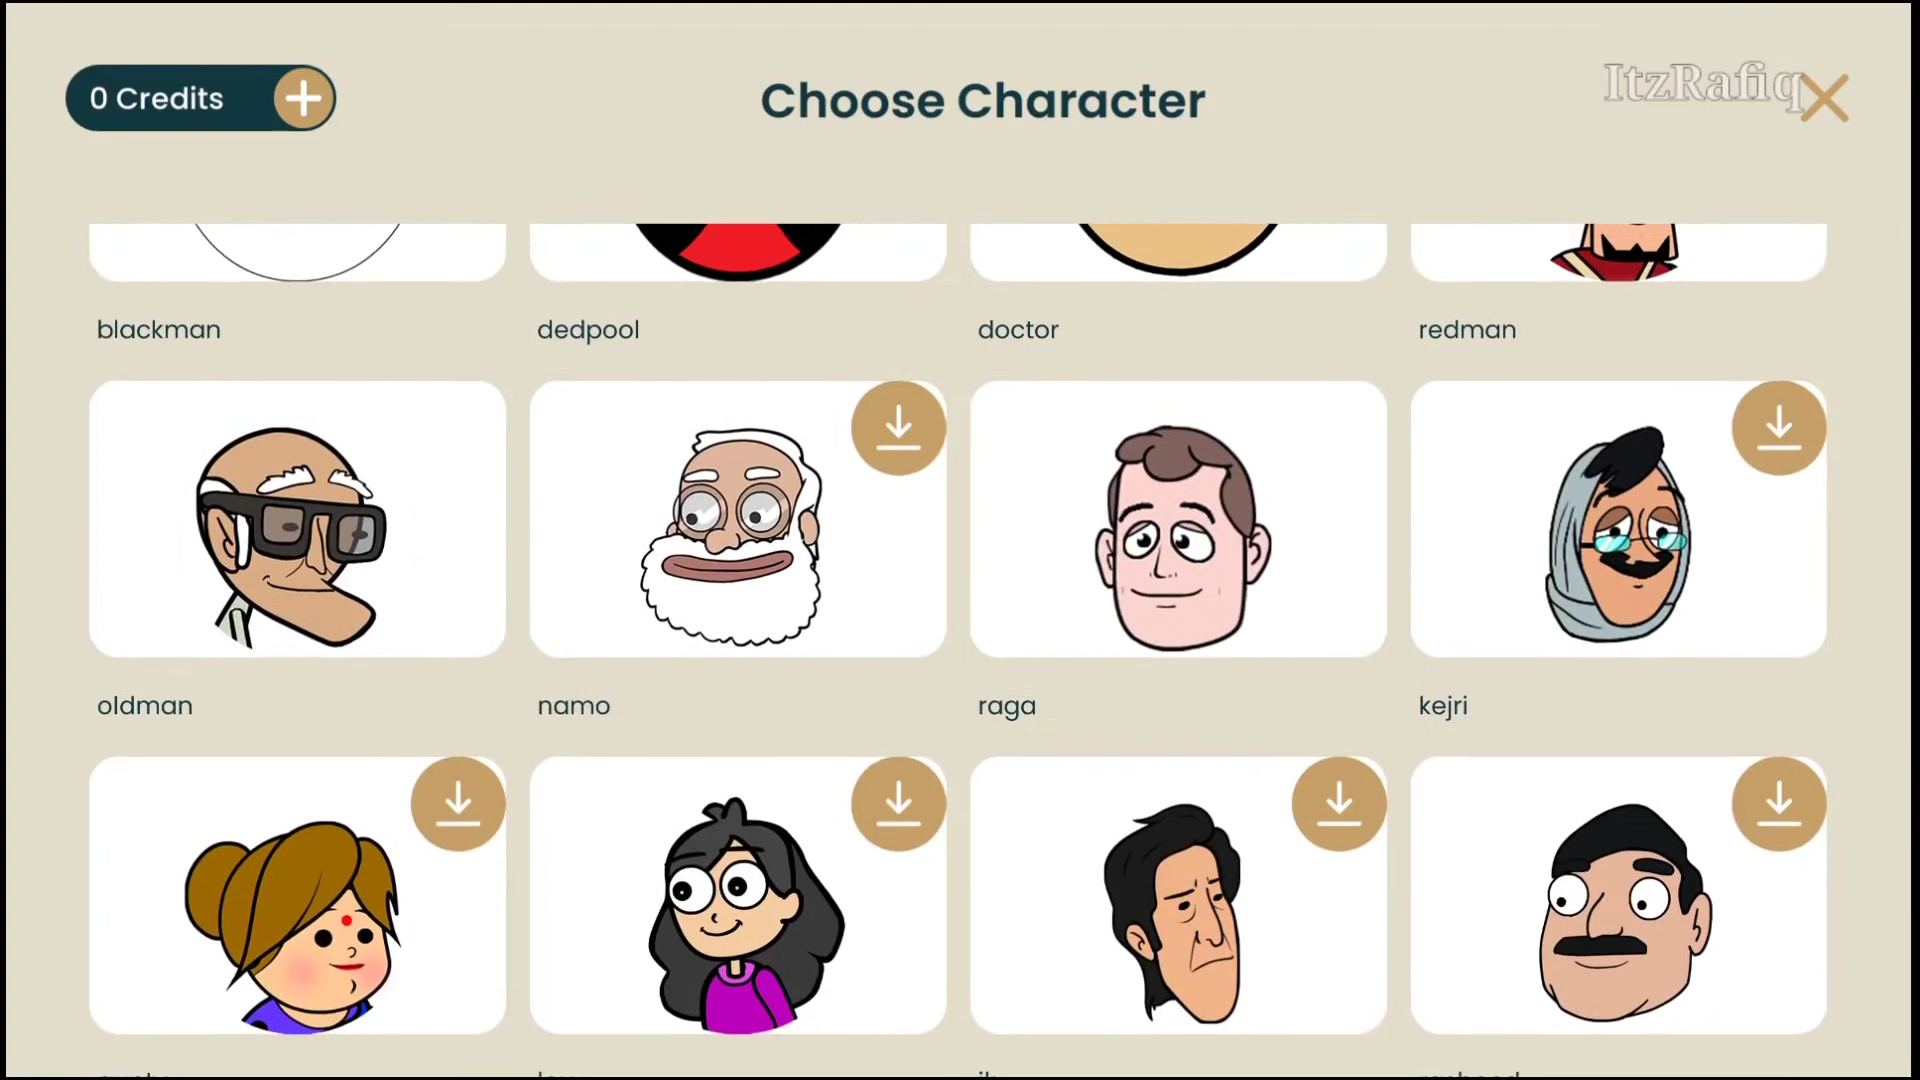 0 Credits
Choose Character
ItzRafiq
blackman
dedpool
doctor
redman
oldman
namo
raga
kejri